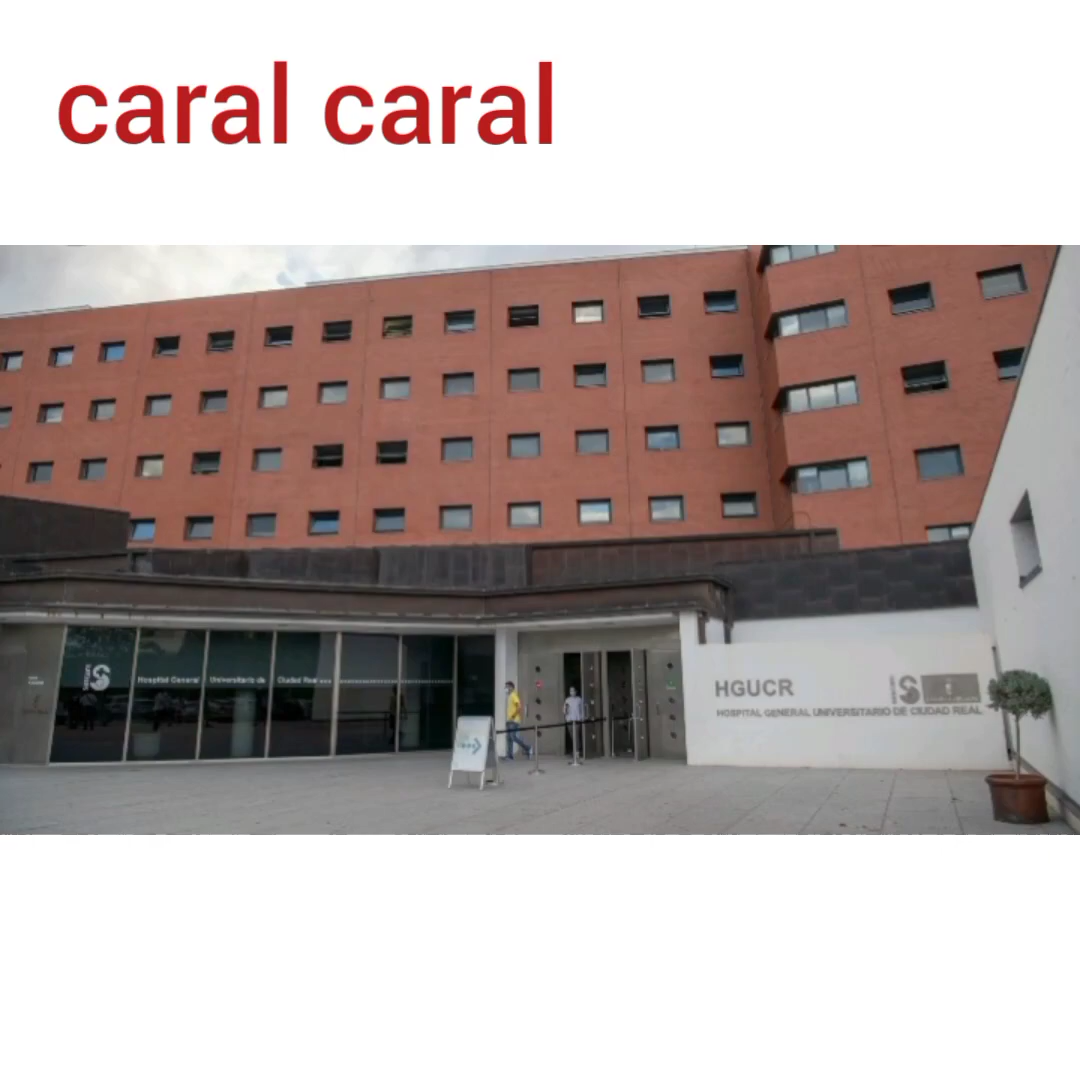 caral caral
Hospital General Universitario de Ciudad Real
HGUCR
HOSPITAL GENERAL UNIVERSITARIO DE CIUDAD REAL